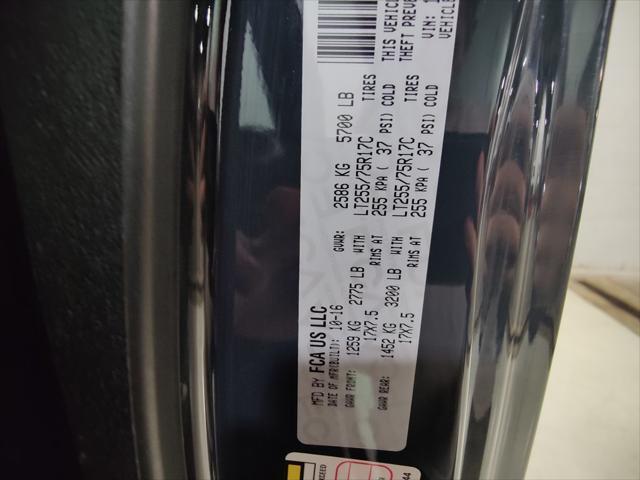 MFD BY FCA US LLC
DATE OF MFR(BUILT): 10-16 GVWR: 2586 KG 5700 LB
GAWR FRONT: 1259 KG 2775 LB WITH LT255/75R17C TIRES
17X7.5 RIMS AT 255 KPA ( 37 PSI) COLD
GAWR REAR: 1452 KG 3200 LB WITH LT255/75R17C TIRES
17X7.5 RIMS AT 255 KPA ( 37 PSI) COLD
THIS VEHICLE
THEFT PREVE
VIN: 1
VEHICLE
44